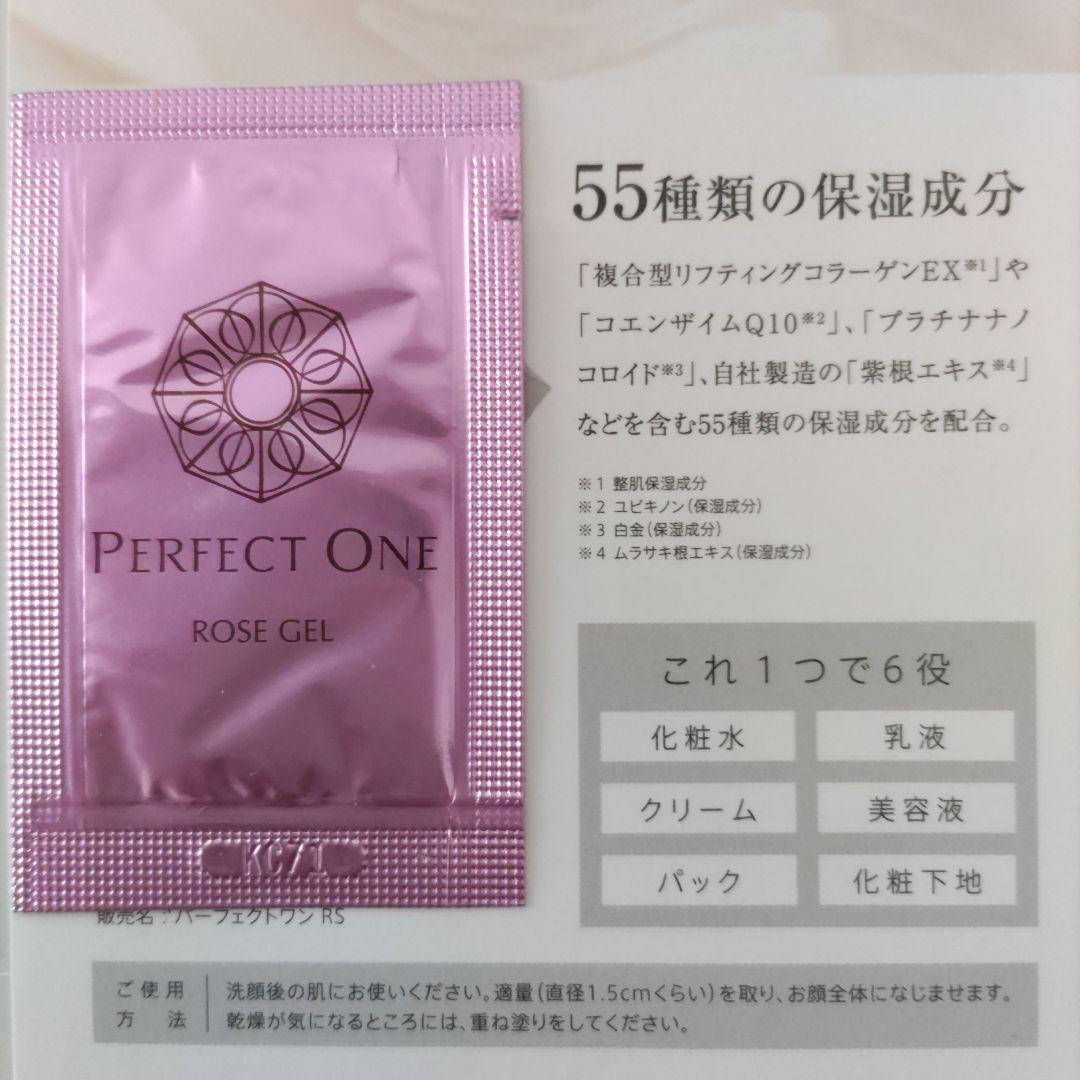 PERFECT ONE
ROSE GEL
KC71
販売名:パーフェクトワン RS
55種類の保湿成分
「複合型リフティングコラーゲンEX※1」や
「コエンザイムQ10※2」、「プラチナナノ
コロイド※3」、自社製造の「紫根エキス※4」
などを含む55種類の保湿成分を配合。
※1 整肌保湿成分
※2 ユビキノン(保湿成分)
※3 白金(保湿成分)
※4 ムラサキ根エキス(保湿成分)
これ1つで6役
化粧水 乳液
クリーム 美容液
パック 化粧下地
ご使用 洗顔後の肌にお使いください。適量(直径1.5cmくらい)を取り、お顔全体になじませます。
方法 乾燥が気になるところには、重ね塗りをしてください。